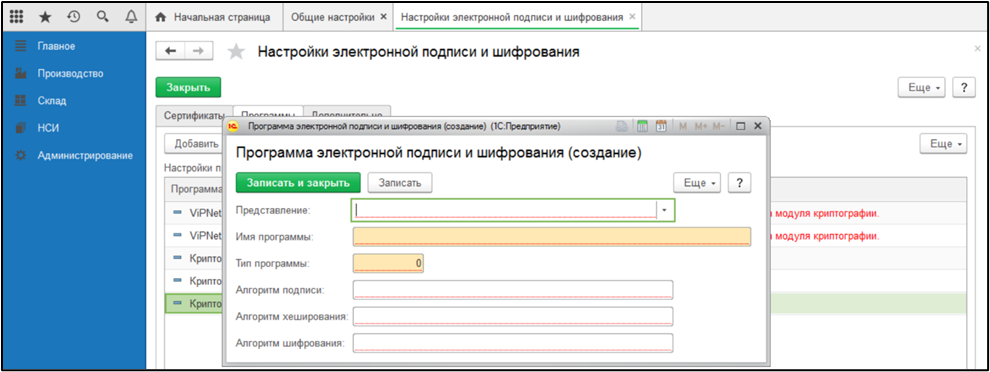 Начальная страница Общие настройки × Настройки электронной подписи и шифрования ×
Главное
Производство
Склад
НСИ
Администрирование
Настройки электронной подписи и шифрования
Закрыть Еще ?
Сертификаты Программы Дополнительно
Добавить Еще
Настройки п
Программа
ViPNet а модуля криптографии.
ViPNet а модуля криптографии.
Крипто
Крипто
Крипто
1С Программа электронной подписи и шифрования (создание) (1С:Предприятие) 31 M M+ M-
Программа электронной подписи и шифрования (создание)
Записать и закрыть Записать Еще ?
Представление:
Имя программы:
Тип программы: 0
Алгоритм подписи:
Алгоритм хеширования:
Алгоритм шифрования: